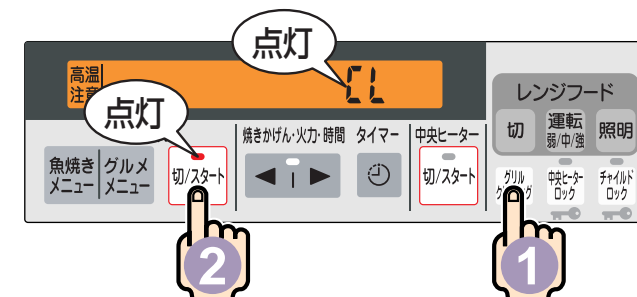 点灯
高温
注意
CL
点灯
レンジフード
切
運転
弱/中/強
照明
焼きかげん・火力・時間
タイマー
中央ヒーター
魚焼き
メニュー
グルメ
メニュー
切/スタート
切/スタート
グリル
中央ヒーター
ロック
チャイルド
ロック
2
1